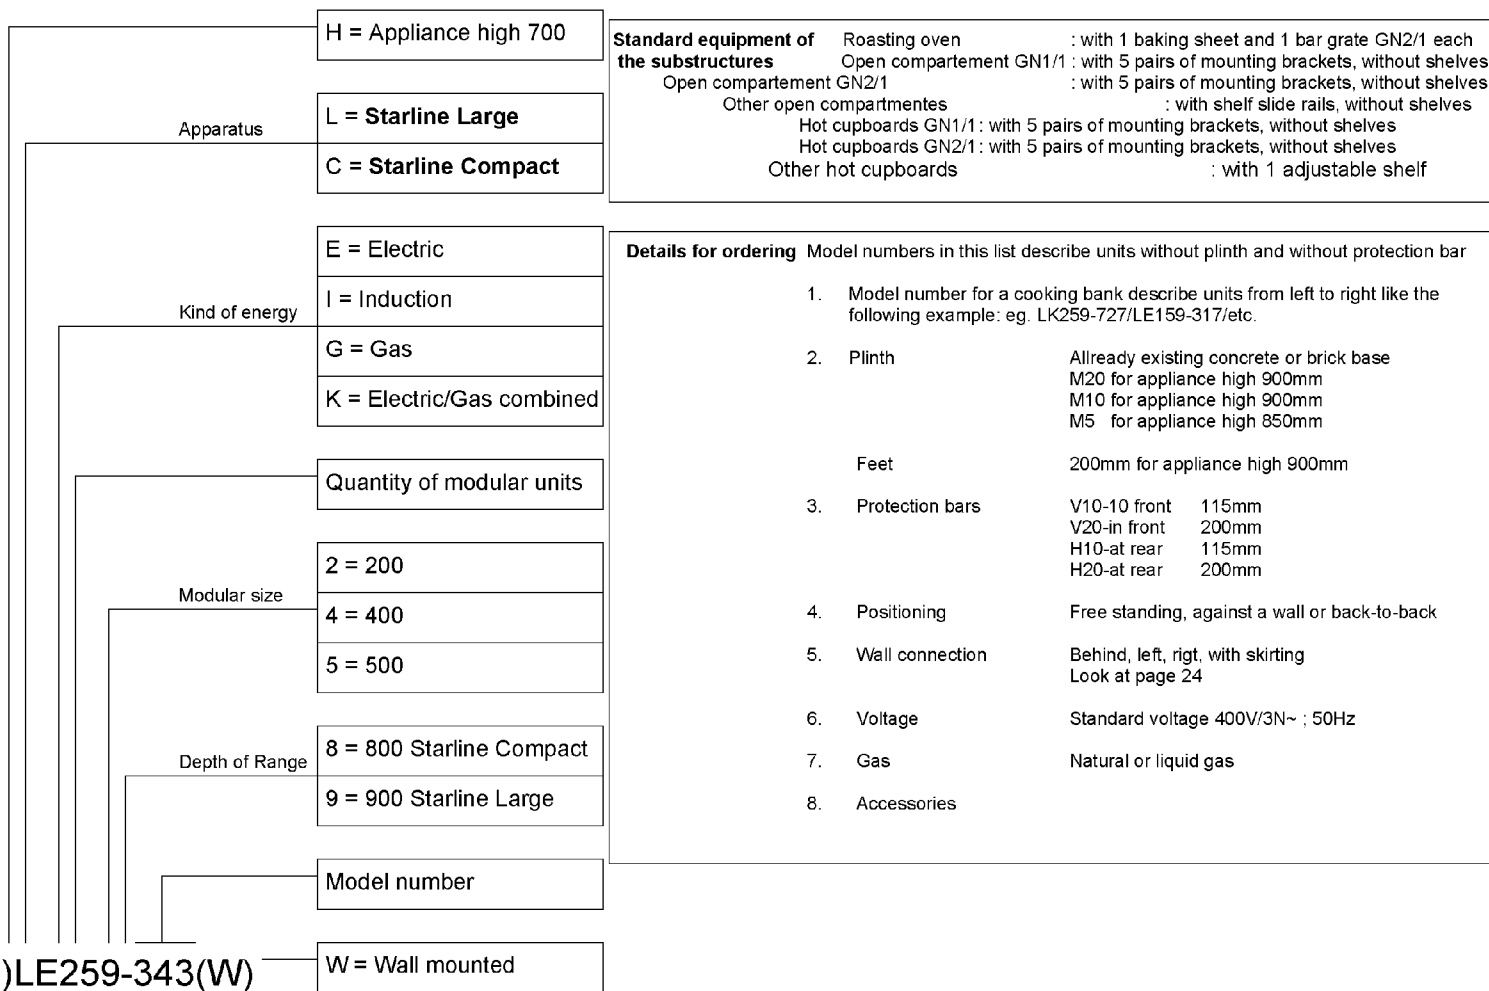 H = Appliance high 700
Apparatus
L = Starline Large
C = Starline Compact
Kind of energy
E = Electric
I = Induction
G = Gas
K = Electric/Gas combined
Quantity of modular units
Modular size
2 = 200
4 = 400
5 = 500
Depth of Range
8 = 800 Starline Compact
9 = 900 Starline Large
Model number
W = Wall mounted
)LE259-343(W)
Standard equipment of Roasting oven : with 1 baking sheet and 1 bar grate GN2/1 each
the substructures Open compartement GN1/1 : with 5 pairs of mounting brackets, without shelves
Open compartement GN2/1 : with 5 pairs of mounting brackets, without shelves
Other open compartmentes : with shelf slide rails, without shelves
Hot cupboards GN1/1 : with 5 pairs of mounting brackets, without shelves
Hot cupboards GN2/1 : with 5 pairs of mounting brackets, without shelves
Other hot cupboards : with 1 adjustable shelf
Details for ordering Model numbers in this list describe units without plinth and without protection bar
1. Model number for a cooking bank describe units from left to right like the
following example: eg. LK259-727/LE159-317/etc.
2. Plinth Allready existing concrete or brick base
M20 for appliance high 900mm
M10 for appliance high 900mm
M5 for appliance high 850mm
Feet 200mm for appliance high 900mm
3. Protection bars V10-10 front 115mm
V20-in front 200mm
H10-at rear 115mm
H20-at rear 200mm
4. Positioning Free standing, against a wall or back-to-back
5. Wall connection Behind, left, rigt, with skirting
Look at page 24
6. Voltage Standard voltage 400V/3N~ ; 50Hz
7. Gas Natural or liquid gas
8. Accessories